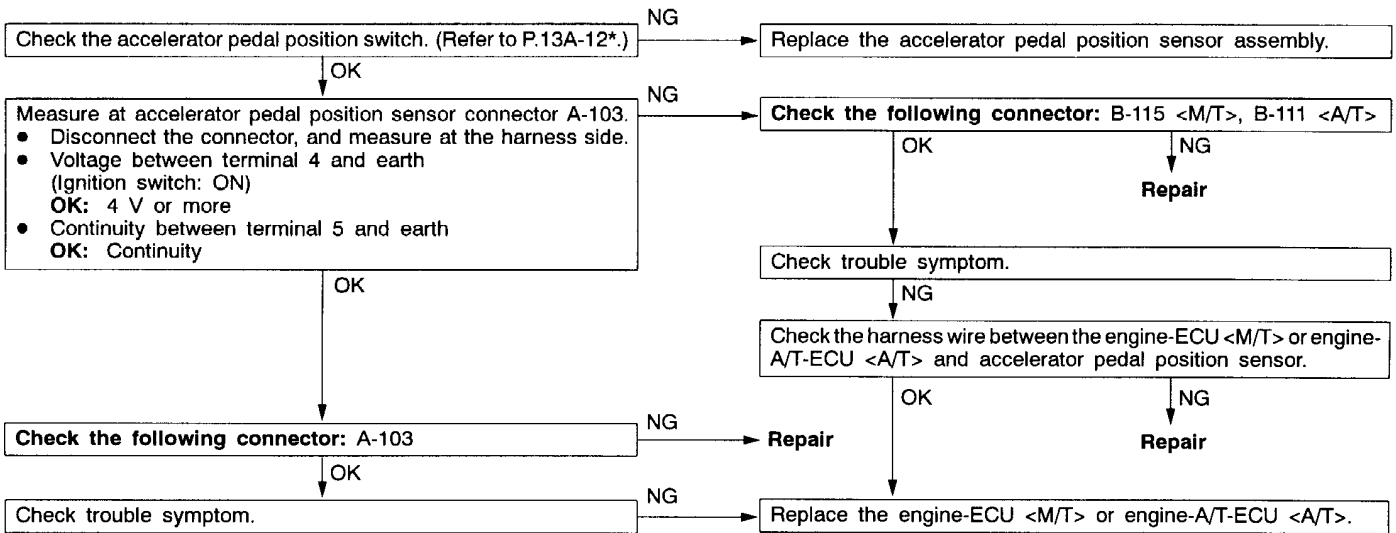 NG
Check the accelerator pedal position switch. (Refer to P.13A-12*.)
Replace the accelerator pedal position sensor assembly.
OK
NG
Measure at accelerator pedal position sensor connector A-103.
● Disconnect the connector, and measure at the harness side.
● Voltage between terminal 4 and earth
(Ignition switch: ON)
OK: 4 V or more
● Continuity between terminal 5 and earth
OK: Continuity
Check the following connector: B-115 <M/T>, B-111 <A/T>
OK
NG
Repair
Check trouble symptom.
OK
NG
Check the harness wire between the engine-ECU <M/T> or engine-
A/T-ECU <A/T> and accelerator pedal position sensor.
OK
NG
NG
Check the following connector: A-103
Repair
Repair
OK
NG
Check trouble symptom.
Replace the engine-ECU <M/T> or engine-A/T-ECU <A/T>.